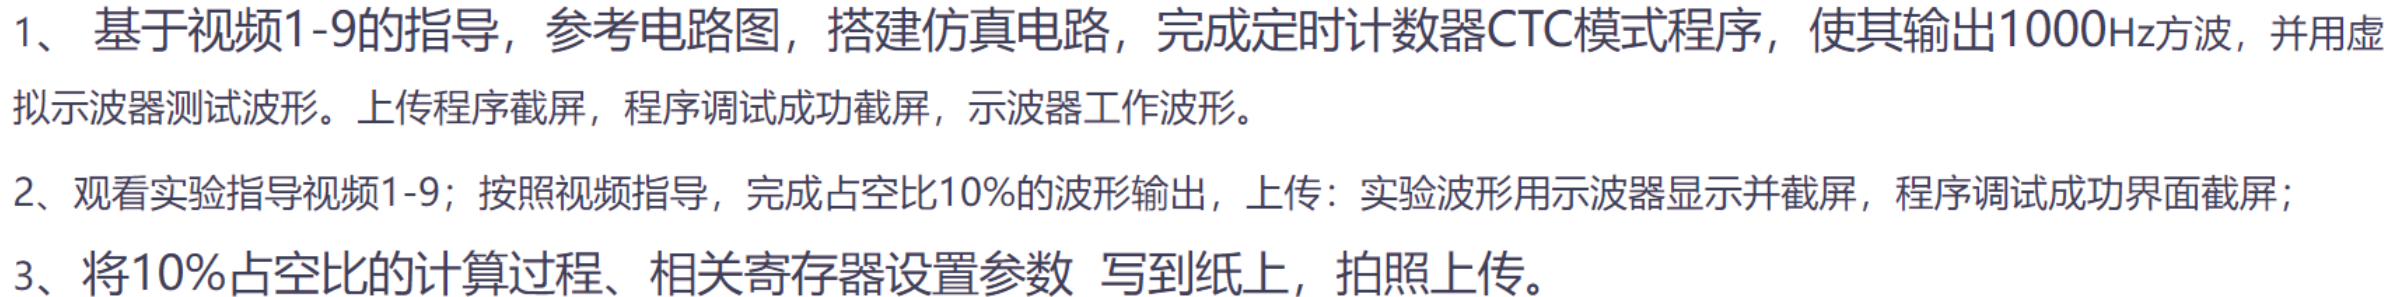 1、 基于视频1-9的指导，参考电路图，搭建仿真电路，完成定时计数器CTC模式程序，使其输出1000Hz方波，并用虚
拟示波器测试波形。上传程序截屏，程序调试成功截屏，示波器工作波形。
2、观看实验指导视频1-9；按照视频指导，完成占空比10%的波形输出，上传：实验波形用示波器显示并截屏，程序调试成功界面截屏；
3、将10%占空比的计算过程、相关寄存器设置参数 写到纸上，拍照上传。